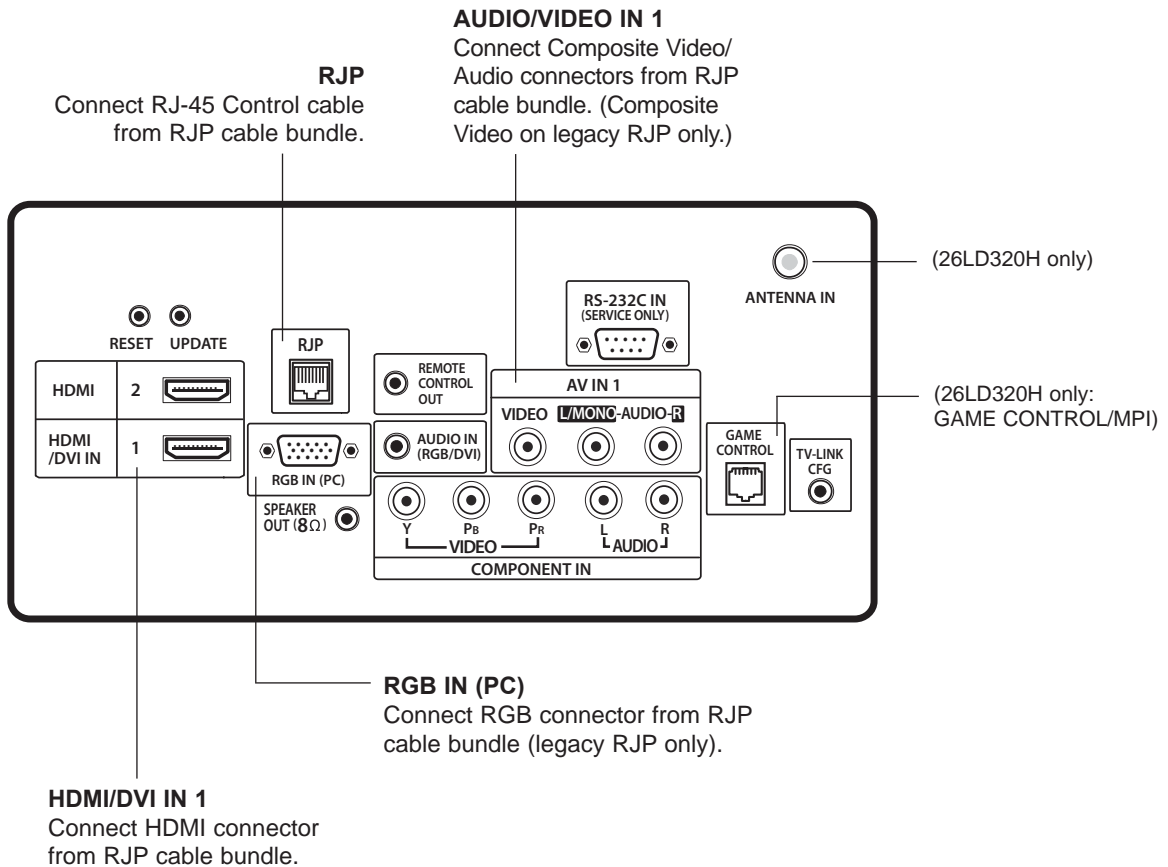 AUDIO/VIDEO IN 1
Connect Composite Video/
Audio connectors from RJP
cable bundle. (Composite
Video on legacy RJP only.)
RJP
Connect RJ-45 Control cable
from RJP cable bundle.
(26LD320H only)
ANTENNA IN
RS-232C IN
(SERVICE ONLY)
RESET UPDATE
RJP
REMOTE
CONTROL
OUT
AV IN 1
VIDEO L/MONO-AUDIO-R
HDMI 2
HDMI
/DVI IN 1
AUDIO IN
(RGB/DVI)
RGB IN (PC)
(26LD320H only:
GAME CONTROL/MPI)
GAME
CONTROL
TV-LINK
CFG
SPEAKER
OUT (8Ω)
Y PB PR L R
VIDEO AUDIO
COMPONENT IN
RGB IN (PC)
Connect RGB connector from RJP
cable bundle (legacy RJP only).
HDMI/DVI IN 1
Connect HDMI connector
from RJP cable bundle.